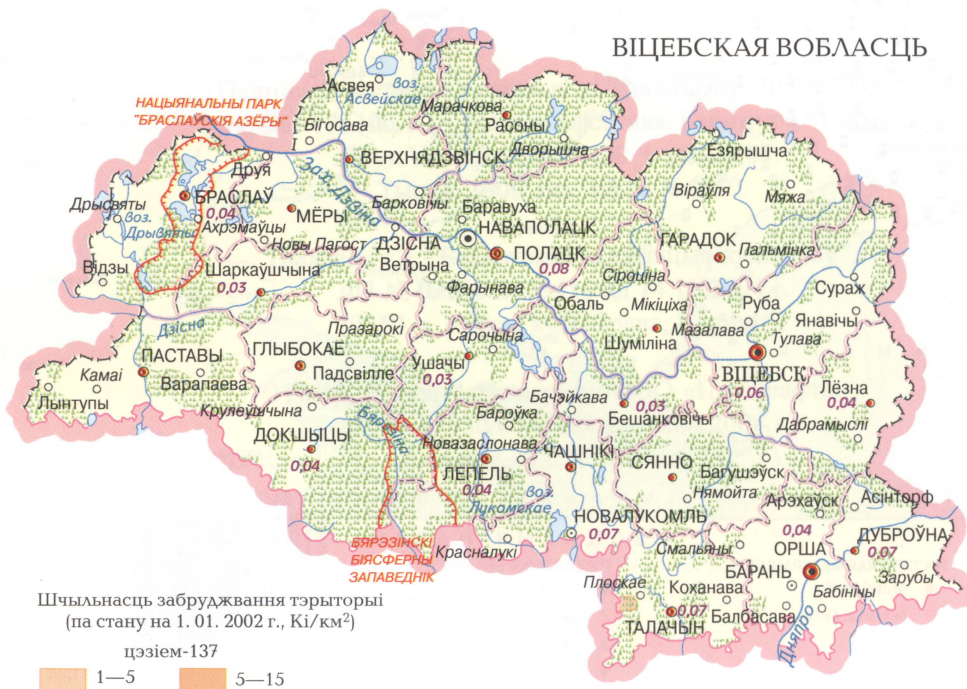 ВІЦЕБСКАЯ ВОБЛАСЦЬ
Асвея
воз.
Асвейскае
Марачкова
НАЦЫЯНАЛЬНЫ ПАРК
"БРАСЛАЎСКІЯ АЗЁРЫ"
Бігосава
Расоны
Дворышча
ВЕРХНЯДЗВІНСК
Езярышча
Друя
Зах. Дзвіна
Віраўля
Мяжа
Дрысвяты
БРАСЛАЎ
0,04
Барковічы
Баравуха
воз.
Дрывяты
МЁРЫ
НАВАПОЛАЦК
Ахрэмаўцы
ДЗІСНА
ГАРАДОК
Новы Пагост
ПОЛАЦК
Пальмінка
Відзы
Шаркаўшчына
Ветрына
0,08
0,03
Фарынава
Сіроціна
Сураж
Обаль
Мікіціха
Руба
Дзісна
Празарокі
Янавічы
Сарочына
Мазалава
ПАСТАВЫ
ГЛЫБОКАЕ
Шуміліна
Тулава
Камаі
Падсвілле
Ушачы
ВІЦЕБСК
Варапаева
0,03
0,06
Лёзна
Лынтупы
Бачэйкава
0,03
0,04
Крулеўшчына
Бароўка
Бешанковічы
Дабрамыслі
ДОКШЫЦЫ
Бярэзіна
Новазаслонава
ЧАШНІКІ
СЯННО
0,04
ЛЕПЕЛЬ
Багушэўск
0,04
воз.
Лукомскае
Нямойта
Арэхаўск
Асінторф
НОВАЛУКОМЛЬ
0,07
0,04
ДУБРОЎНА
0,07
БЯРЭЗІНСКІ
БІЯСФЕРНЫ
ЗАПАВЕДНІК
Красналукі
Смальяны
ОРША
БАРАНЬ
Зарубы
Плоскае
Коханава
Бабінічы
0,07
Балбасава
ТАЛАЧЫН
Дняпро
Шчыльнасць забруджвання тэрыторыі
(па стану на 1. 01. 2002 г., Кі/км²)
цэзіем-137
1—5
5—15